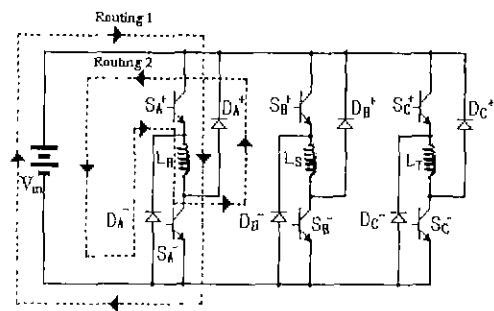 Routing 1
Routing 2
S_A^+ D_A^+ S_B^+ D_B^+ S_C^+ D_C^+
V_in L_R L_S L_T
D_A^- D_B^- D_C^-
S_A^- S_B^- S_C^-